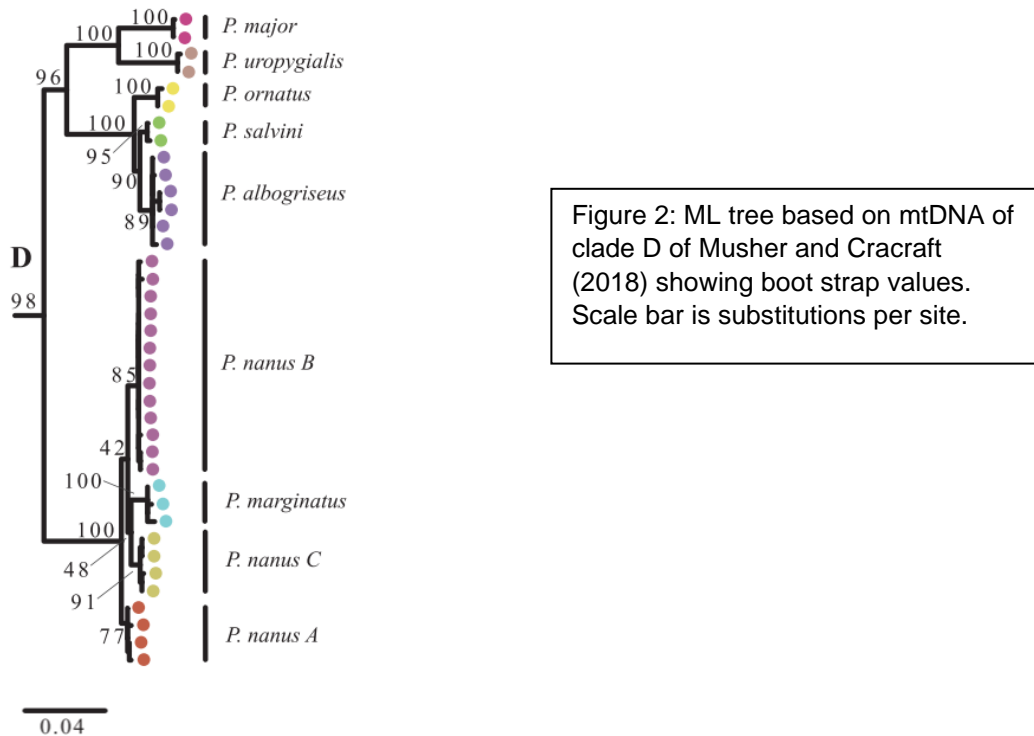 100
P. major
100
100
P. uropygialis
96
100
P. ornatus
100
P. salvini
95
90
P. albogriseus
89
D
98
P. nanus B
85
42
100
P. marginatus
100
P. nanus C
48
91
P. nanus A
77
0.04
Figure 2: ML tree based on mtDNA of
clade D of Musher and Cracraft
(2018) showing boot strap values.
Scale bar is substitutions per site.